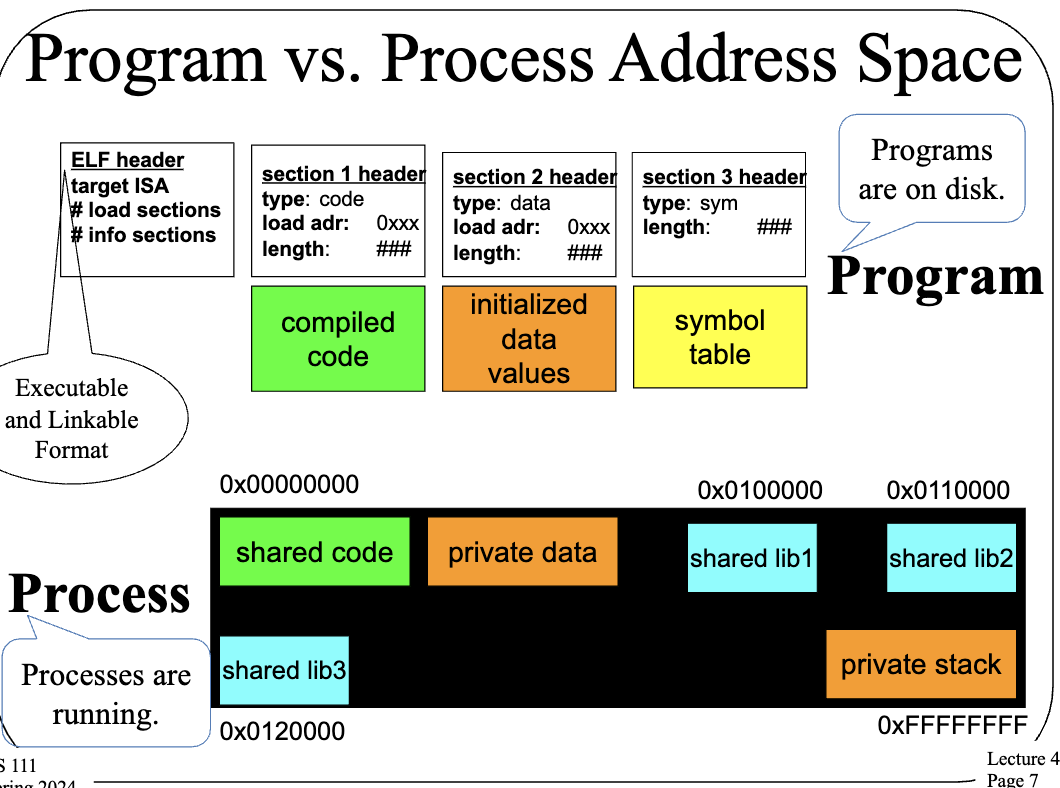 Program vs. Process Address Space
Programs
are on disk.
ELF header
target ISA
# load sections
# info sections
section 1 header
type: code
load adr: 0xxx
length: ###
section 2 header
type: data
load adr: 0xxx
length: ###
section 3 header
type: sym
length: ###
Program
compiled
code
initialized
data
values
symbol
table
Executable
and Linkable
Format
0x00000000
0x0100000
0x0110000
shared code
private data
shared lib1
shared lib2
Process
Processes are
running.
shared lib3
private stack
0x0120000
0xFFFFFFFF
S 111
2024
Lecture 4
Page 7